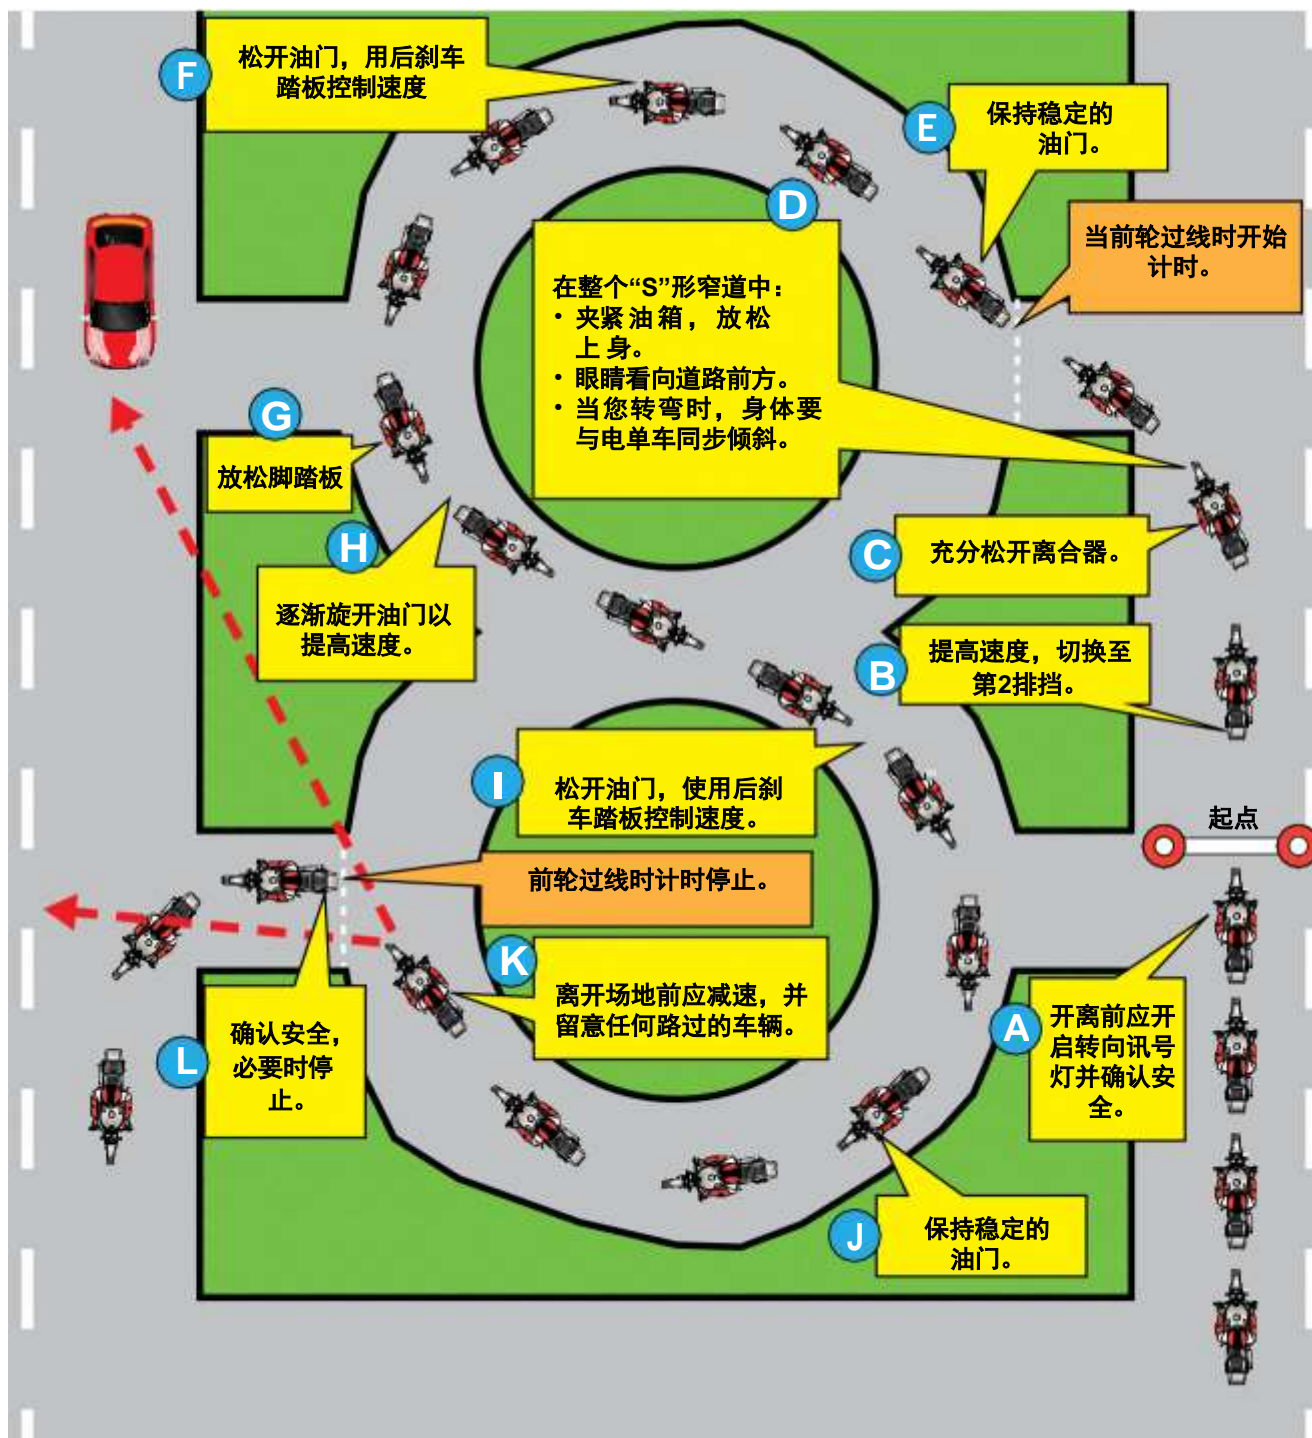 F
松开油门，用后刹车
踏板控制速度
E
保持稳定的
油门。
D
在整个“S”形窄道中：
• 夹紧油箱，放松
上身。
• 眼睛看向道路前方。
• 当您转弯时，身体要
与电单车同步倾斜。
当前轮过线时开始
计时。
G
放松脚踏板
H
逐渐旋开油门以
提高速度。
C
充分松开离合器。
B
提高速度，切换至
第2排挡。
I
松开油门，使用后刹
车踏板控制速度。
起点
前轮过线时计时停止。
K
离开场地前应减速，并
留意任何路过的车辆。
L
确认安全，
必要时停
止。
A
开离前应开
启转向讯号
灯并确认安
全。
J
保持稳定的
油门。